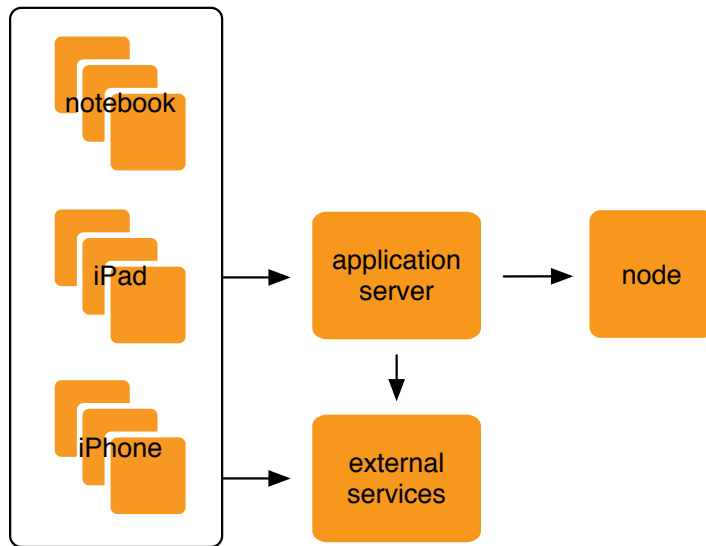 notebook
iPad
iPhone
application
server
node
external
services